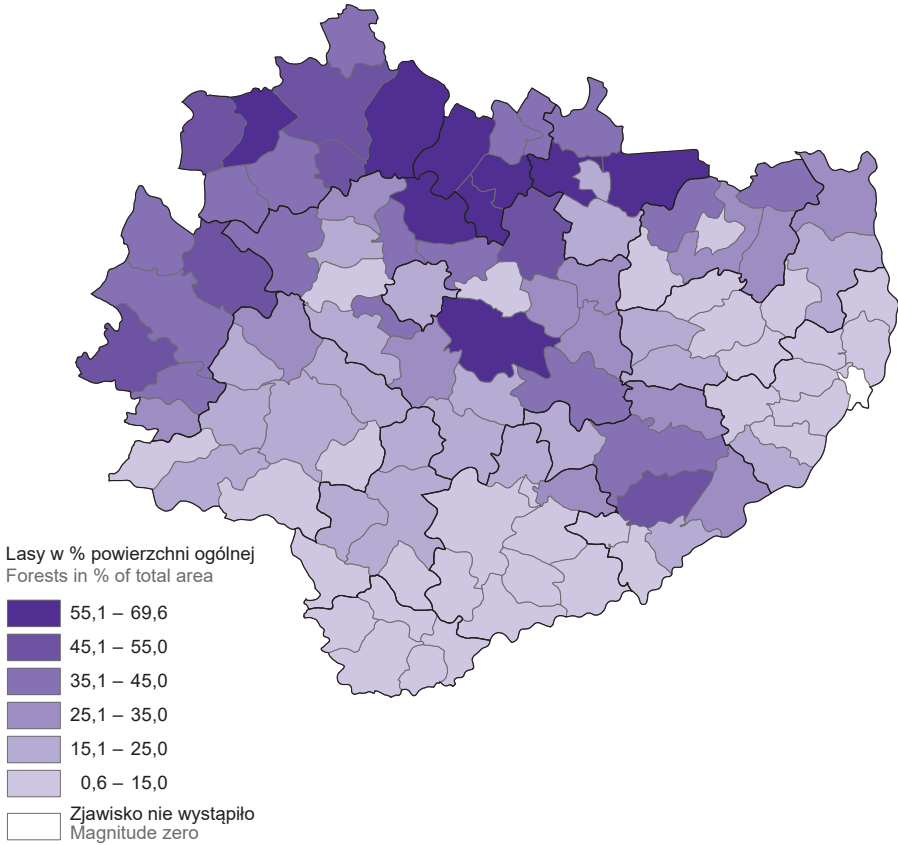 Lasy w % powierzchni ogólnej
Forests in % of total area
55,1 – 69,6
45,1 – 55,0
35,1 – 45,0
25,1 – 35,0
15,1 – 25,0
0,6 – 15,0
Zjawisko nie wystąpiło
Magnitude zero